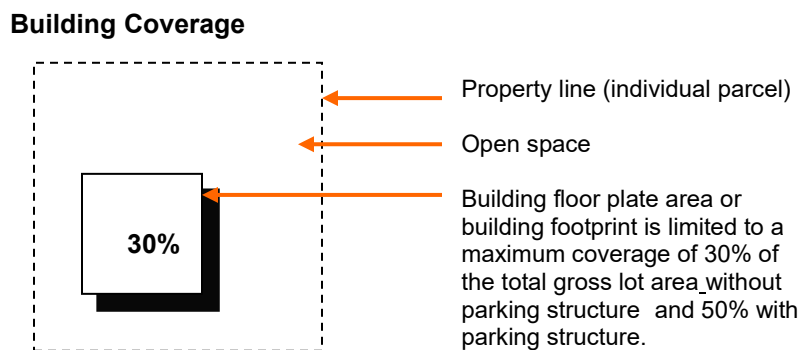 Building Coverage
Property line (individual parcel)
Open space
Building floor plate area or
building footprint is limited to a
maximum coverage of 30% of
the total gross lot area without
parking structure  and 50% with
parking structure.
30%